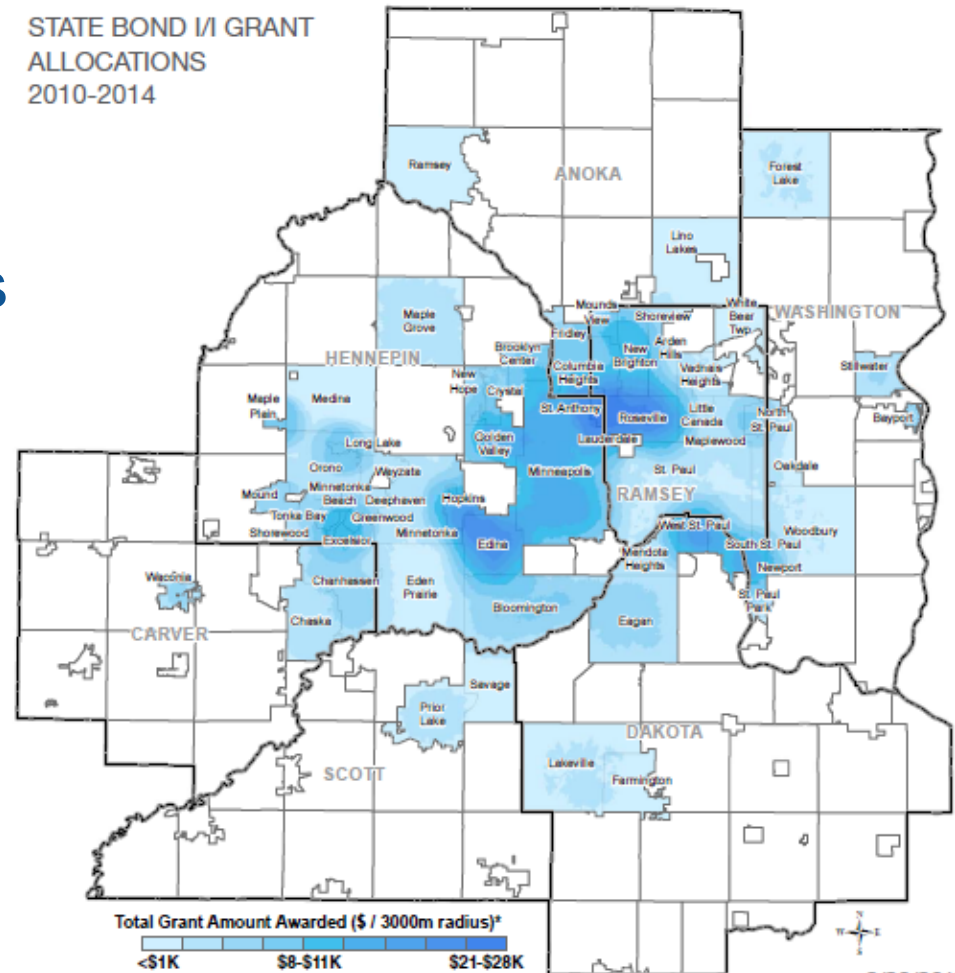 STATE BOND I/I GRANT
ALLOCATIONS
2010-2014
s
Ramsey
ANOKA
Forest
Lake
Lino
Lakes
Maple
Grove
HENNEPIN
Mounds
View
Shoreview
White
Bear
Twp
WASHINGTON
Fridley
Brooklyn
Center
New
Brighton
Arden
Hills
Columbia
Heights
Vadnais
Heights
Stillwater
New
Hope
Crystal
Maple
Plain
Medina
St. Anthony
Roseville
Little
Canada
North
St. Paul
Bayport
Long Lake
Golden
Valley
Lauderdale
Maplewood
Orono
Wayzata
Minneapolis
St. Paul
Oakdale
Mound
Minnetonka
Beach
Deephaven
Hopkins
RAMSEY
Tonka Bay
Greenwood
Shorewood
Excelsior
Minnetonka
Edina
West St. Paul
Woodbury
Mendota
Heights
South St. Paul
Newport
Waconia
Chanhassen
Eden
Prairie
Bloomington
St. Paul
Park
Chaska
Eagan
CARVER
Savage
Prior
Lake
DAKOTA
Lakeville
Farmington
SCOTT
Total Grant Amount Awarded ($ / 3000m radius)*
<$1K
$8-$11K
$21-$28K
N
W
E
S